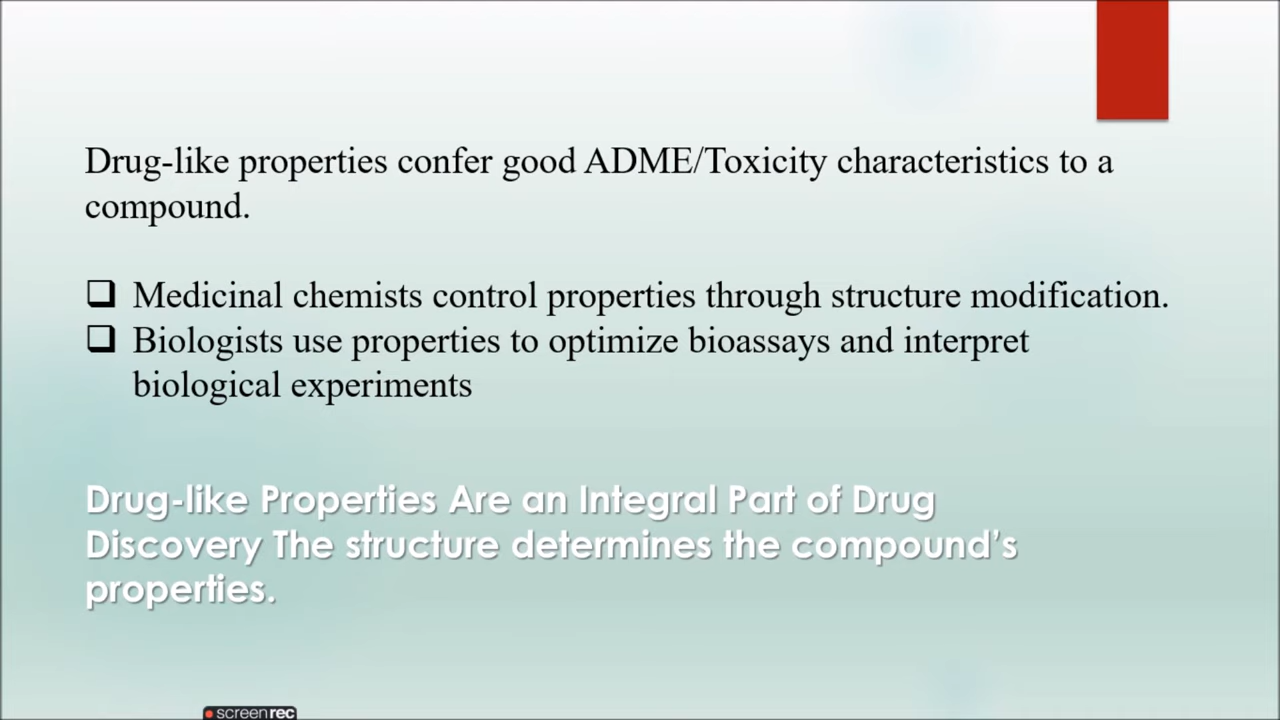 Drug-like properties confer good ADME/Toxicity characteristics to a
compound.
❑ Medicinal chemists control properties through structure modification.
❑ Biologists use properties to optimize bioassays and interpret
biological experiments
Drug-like Properties Are an Integral Part of Drug
Discovery The structure determines the compound’s
properties.
screenrec